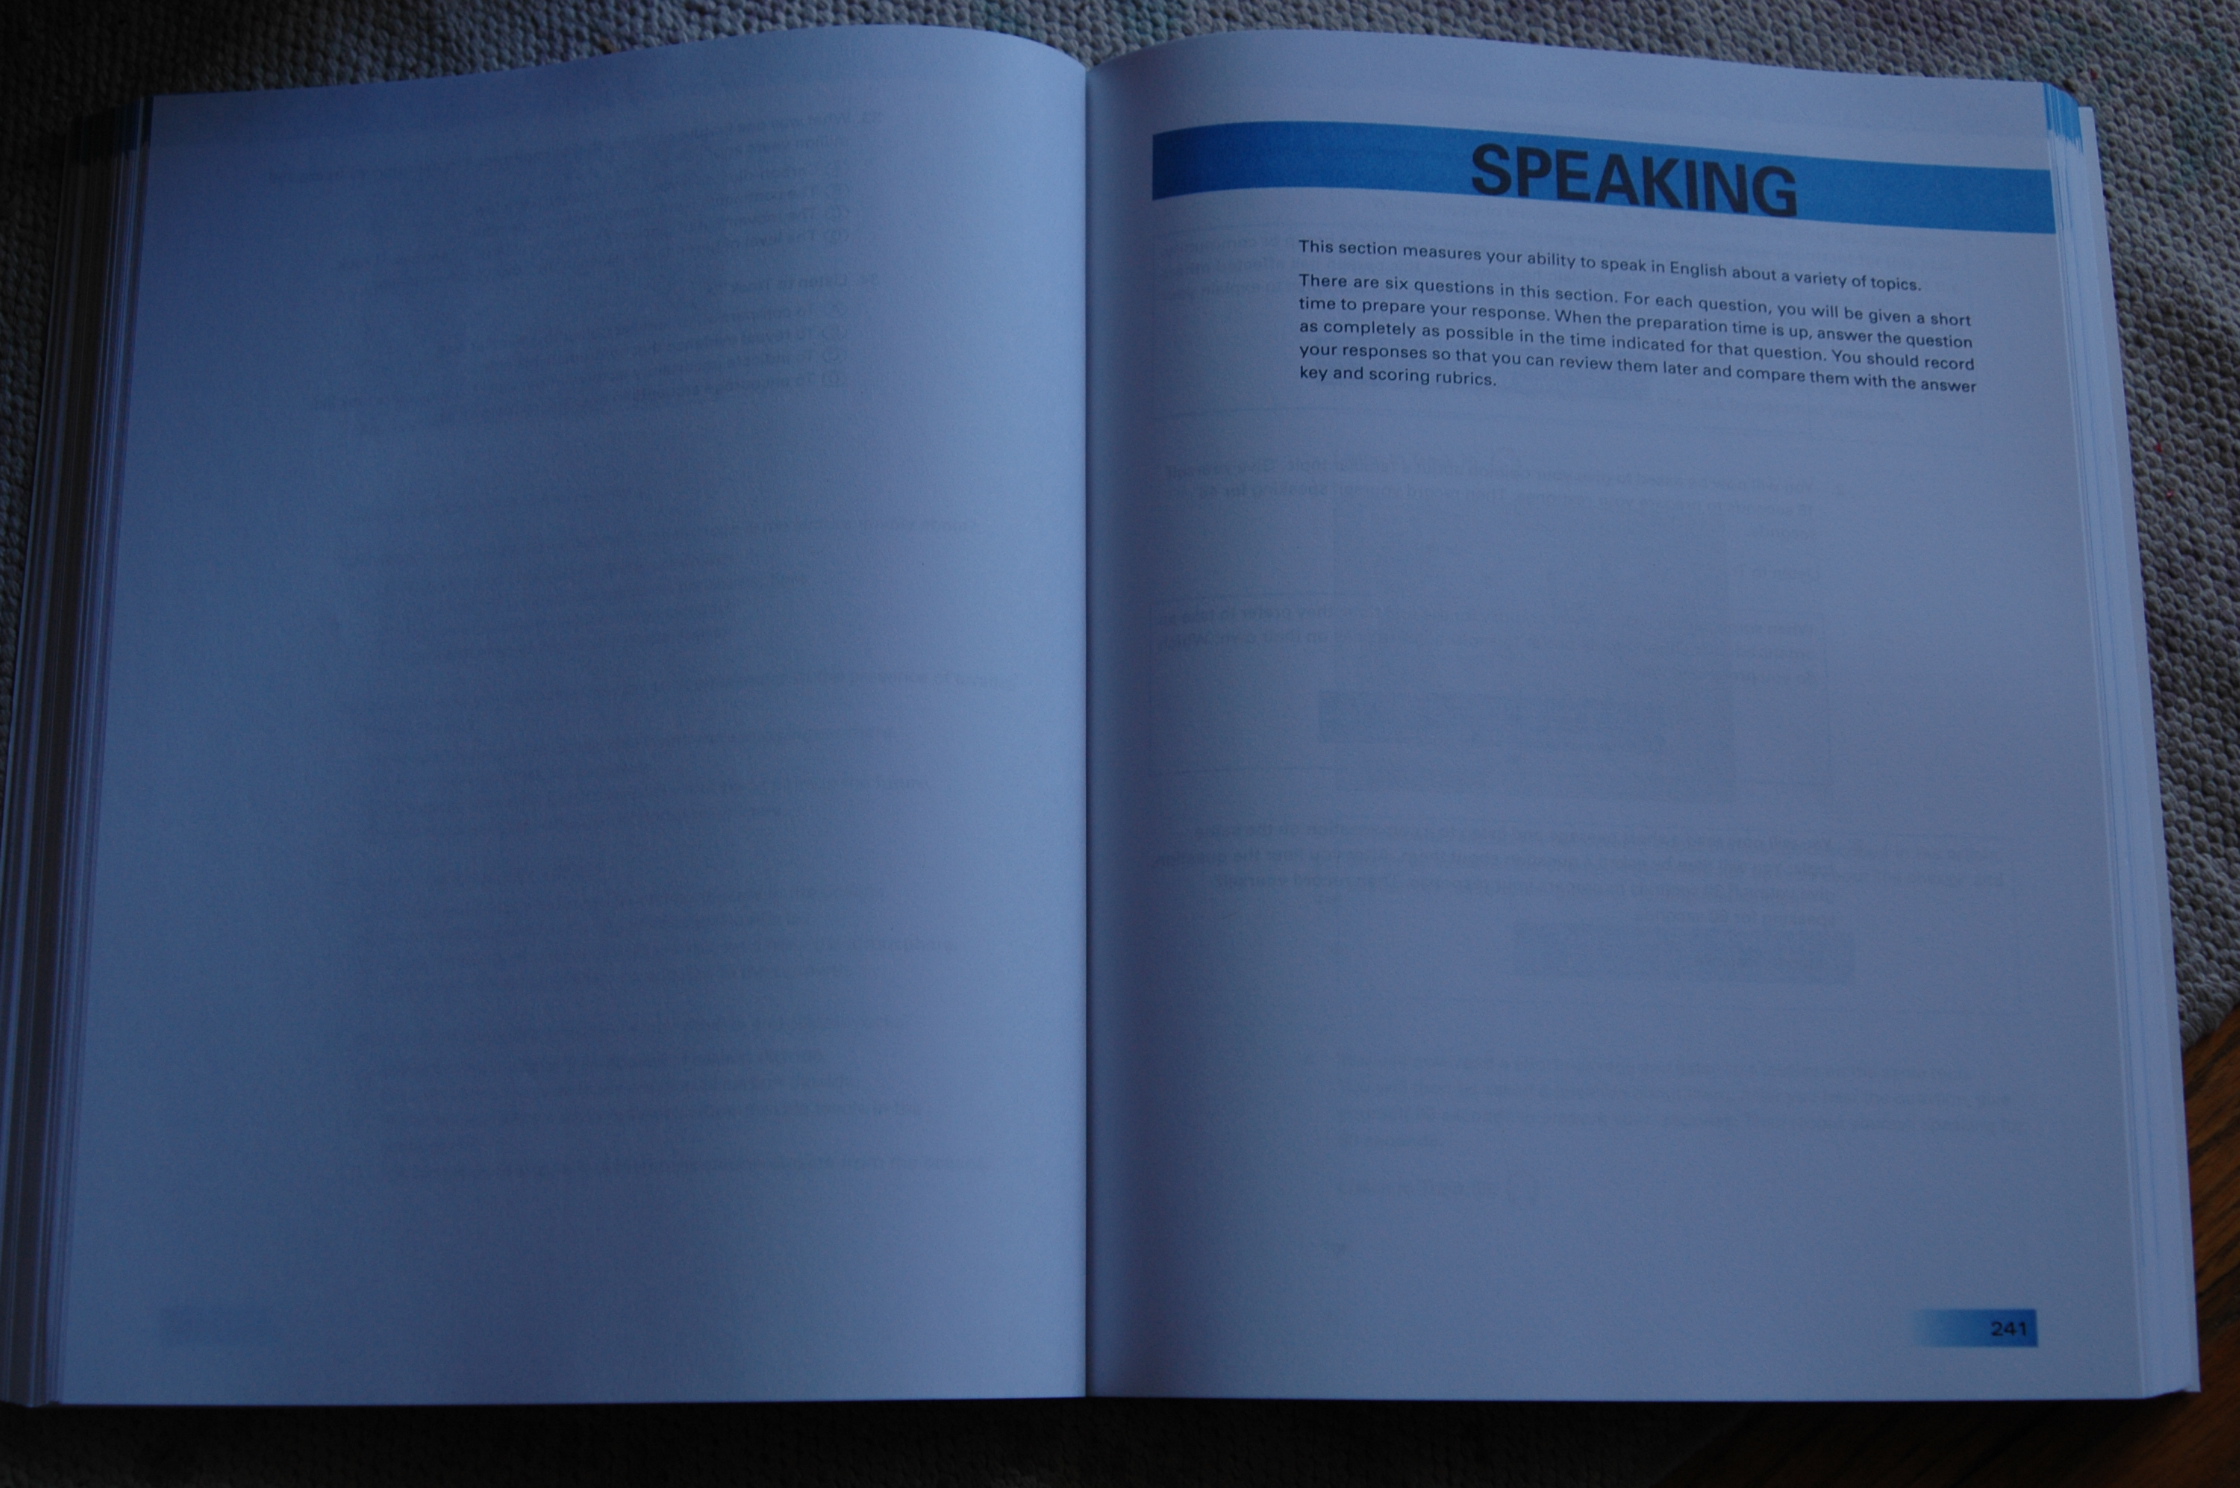 SPEAKING
This section measures your ability to speak in English about a variety of topics.
There are six questions in this section. For each question, you will be given a short
time to prepare your response. When the preparation time is up, answer the question
as completely as possible in the time indicated for that question. You should record
your responses so that you can review them later and compare them with the answer
key and scoring rubrics.
241